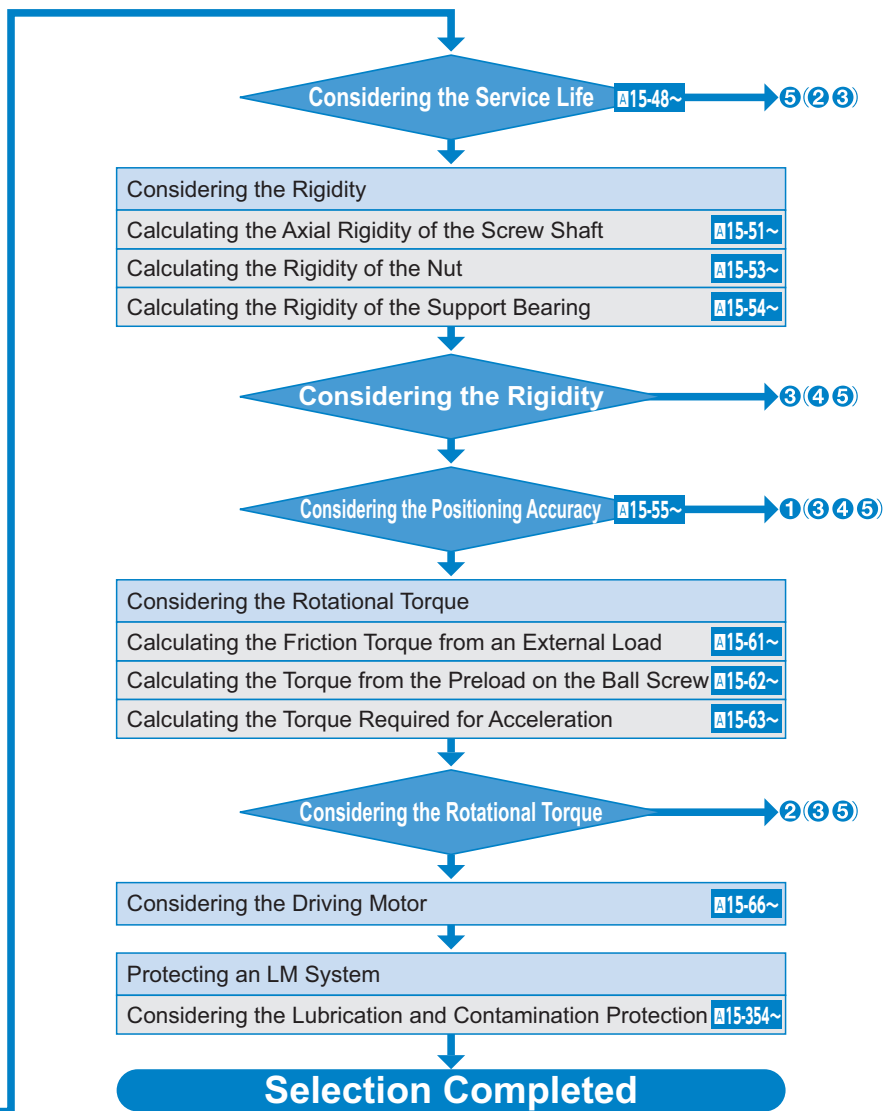 Considering the Service Life A15-48~ ❺(❷❸)
Considering the Rigidity
Calculating the Axial Rigidity of the Screw Shaft A15-51~
Calculating the Rigidity of the Nut A15-53~
Calculating the Rigidity of the Support Bearing A15-54~
Considering the Rigidity ❸(❹❺)
Considering the Positioning Accuracy A15-55~ ❶(❸❹❺)
Considering the Rotational Torque
Calculating the Friction Torque from an External Load A15-61~
Calculating the Torque from the Preload on the Ball Screw A15-62~
Calculating the Torque Required for Acceleration A15-63~
Considering the Rotational Torque ❷(❸❺)
Considering the Driving Motor A15-66~
Protecting an LM System
Considering the Lubrication and Contamination Protection A15-354~
Selection Completed